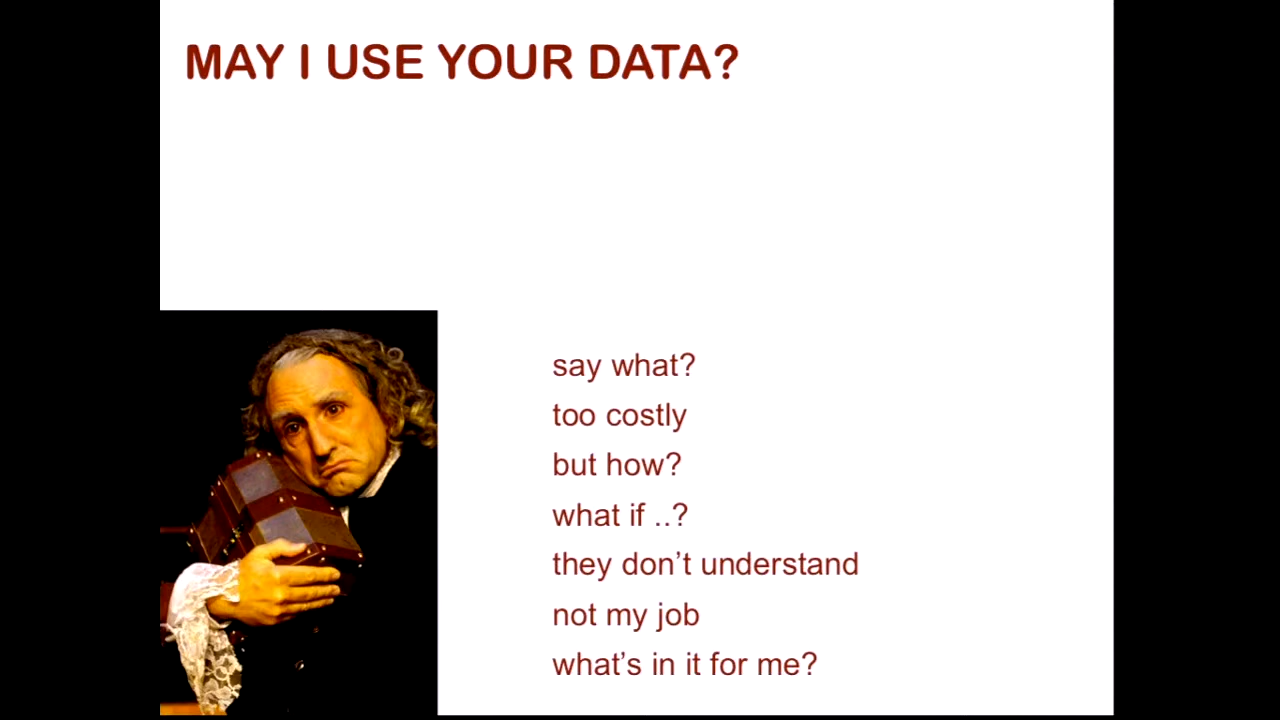 MAY I USE YOUR DATA?
say what?
too costly
but how?
what if ..?
they don’t understand
not my job
what’s in it for me?